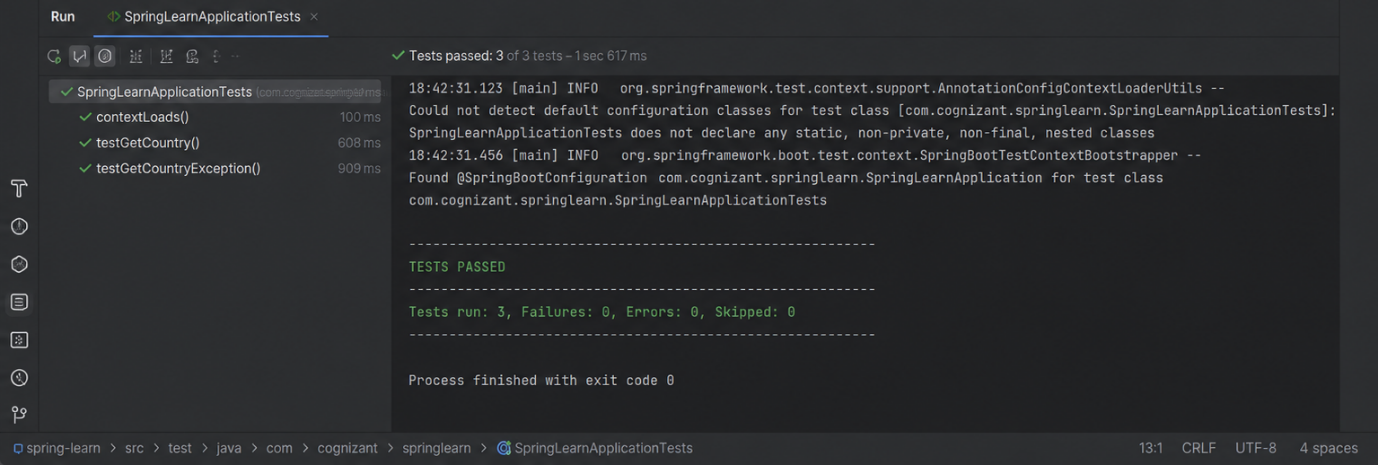 Run SpringLearnApplicationTests ×
Tests passed: 3 of 3 tests – 1 sec 617 ms
SpringLearnApplicationTests
contextLoads() 100 ms
testGetCountry() 608 ms
testGetCountryException() 909 ms
18:42:31.123 [main] INFO org.springframework.test.context.support.AnnotationConfigContextLoaderUtils --
Could not detect default configuration classes for test class [com.cognizant.springlearn.SpringLearnApplicationTests]:
SpringLearnApplicationTests does not declare any static, non-private, non-final, nested classes
18:42:31.456 [main] INFO org.springframework.boot.test.context.SpringBootTestContextBootstrapper --
Found @SpringBootConfiguration com.cognizant.springlearn.SpringLearnApplication for test class
com.cognizant.springlearn.SpringLearnApplicationTests
----------------------------------------------------------
TESTS PASSED
----------------------------------------------------------
Tests run: 3, Failures: 0, Errors: 0, Skipped: 0
----------------------------------------------------------
Process finished with exit code 0
spring-learn > src > test > java > com > cognizant > springlearn > SpringLearnApplicationTests 13:1 CRLF UTF-8 4 spaces